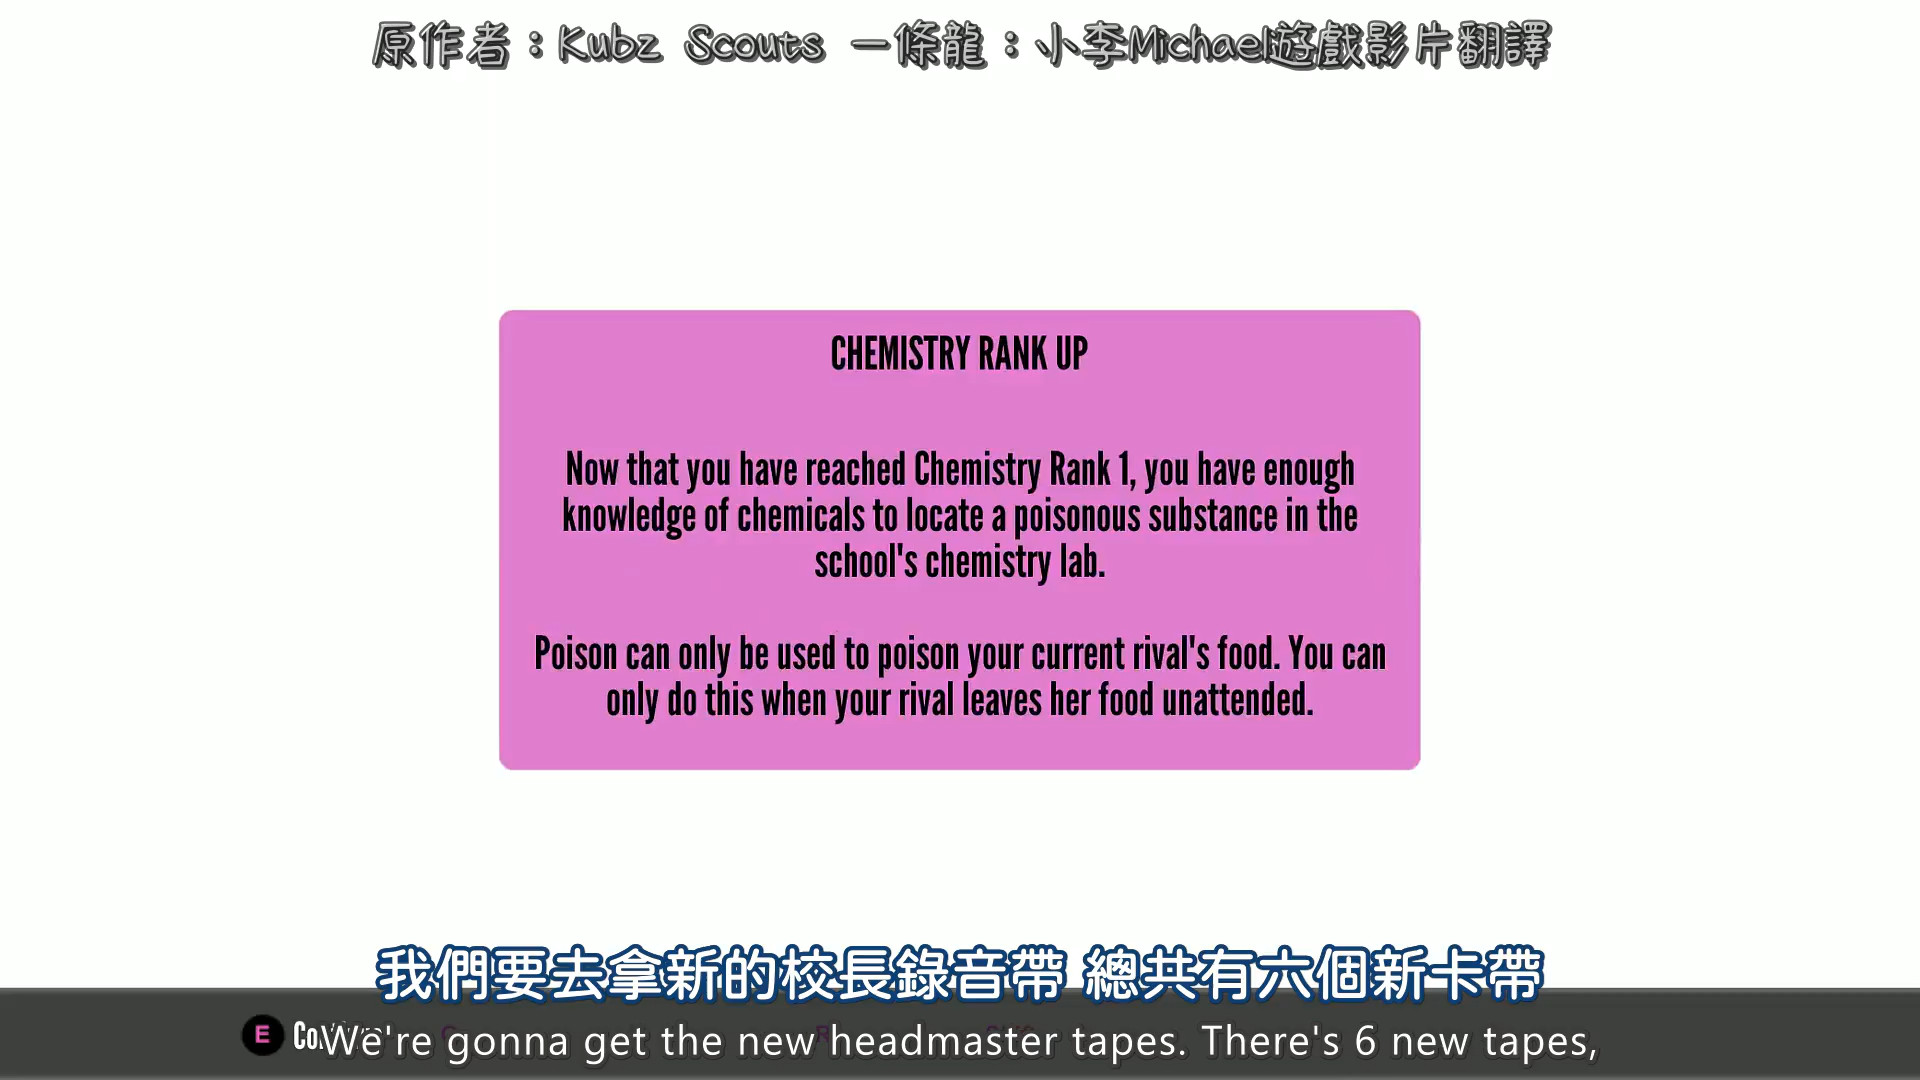 原作者：Kubz Scouts 一條龍：小李Michael遊戲影片翻譯
CHEMISTRY RANK UP
Now that you have reached Chemistry Rank 1, you have enough
knowledge of chemicals to locate a poisonous substance in the
school's chemistry lab.
Poison can only be used to poison your current rival's food. You can
only do this when your rival leaves her food unattended.
我們要去拿新的校長錄音帶 總共有六個新卡帶
E
We're gonna get the new headmaster tapes. There's 6 new tapes,